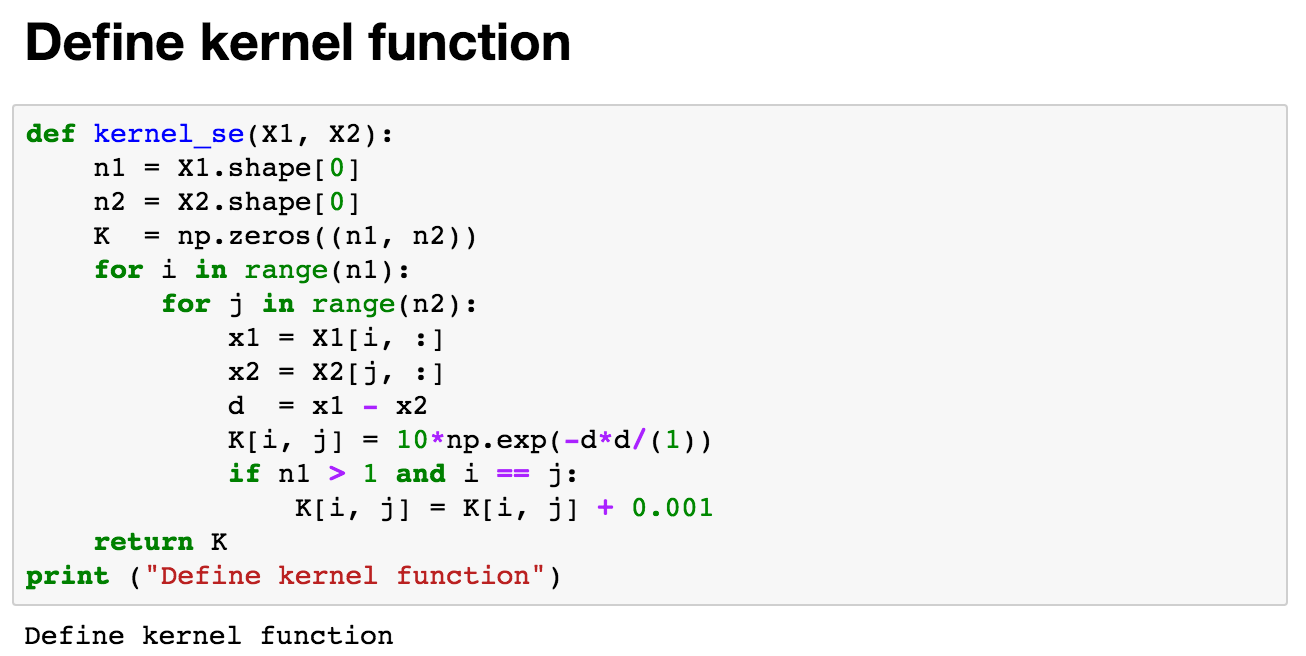 Define kernel function
def kernel_se(X1, X2):
    n1 = X1.shape[0]
    n2 = X2.shape[0]
    K  = np.zeros((n1, n2))
    for i in range(n1):
        for j in range(n2):
            x1 = X1[i, :]
            x2 = X2[j, :]
            d  = x1 - x2
            K[i, j] = 10*np.exp(-d*d/(1))
            if n1 > 1 and i == j:
                K[i, j] = K[i, j] + 0.001
    return K
print ("Define kernel function")
Define kernel function